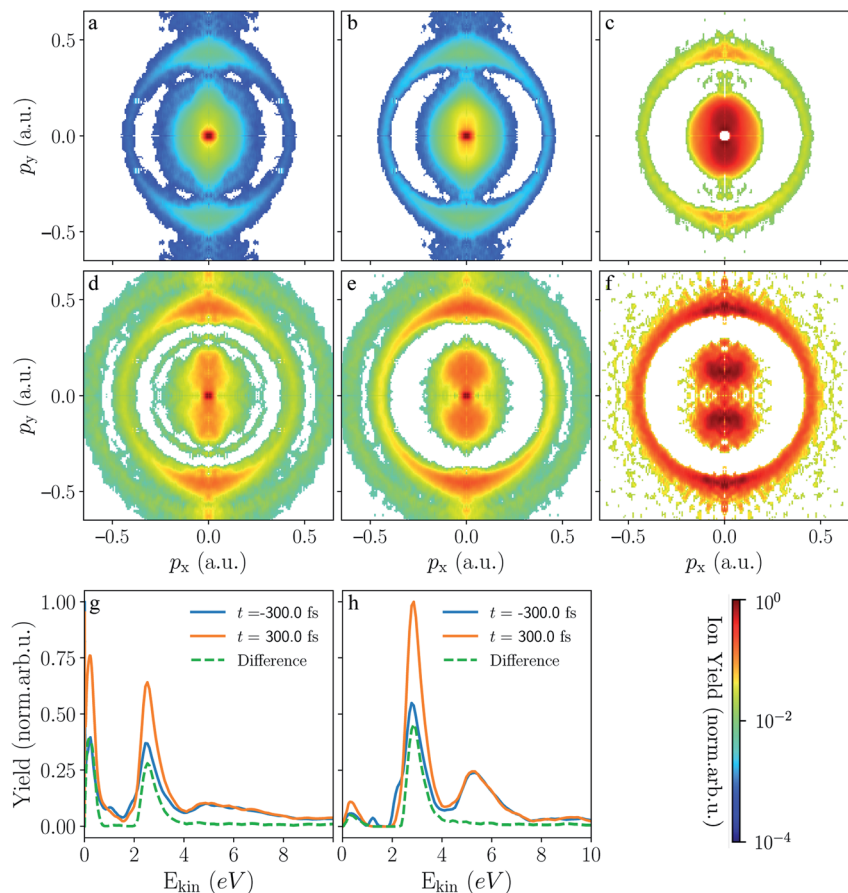 a
b
c
0.5
0.0
−0.5
p_y (a.u.)
d
e
f
0.5
0.0
−0.5
p_y (a.u.)
−0.5 0.0 0.5
−0.5 0.0 0.5
−0.5 0.0 0.5
p_x (a.u.)
p_x (a.u.)
p_x (a.u.)
g
t =-300.0 fs
t = 300.0 fs
Difference
1.00
0.75
0.50
0.25
0.00
Yield (norm.arb.u.)
0 2 4 6 8
E_kin (eV)
h
t = -300.0 fs
t = 300.0 fs
Difference
0 2 4 6 8 10
E_kin (eV)
Ion Yield (norm.arb.u.)
10^0
10^−2
10^−4